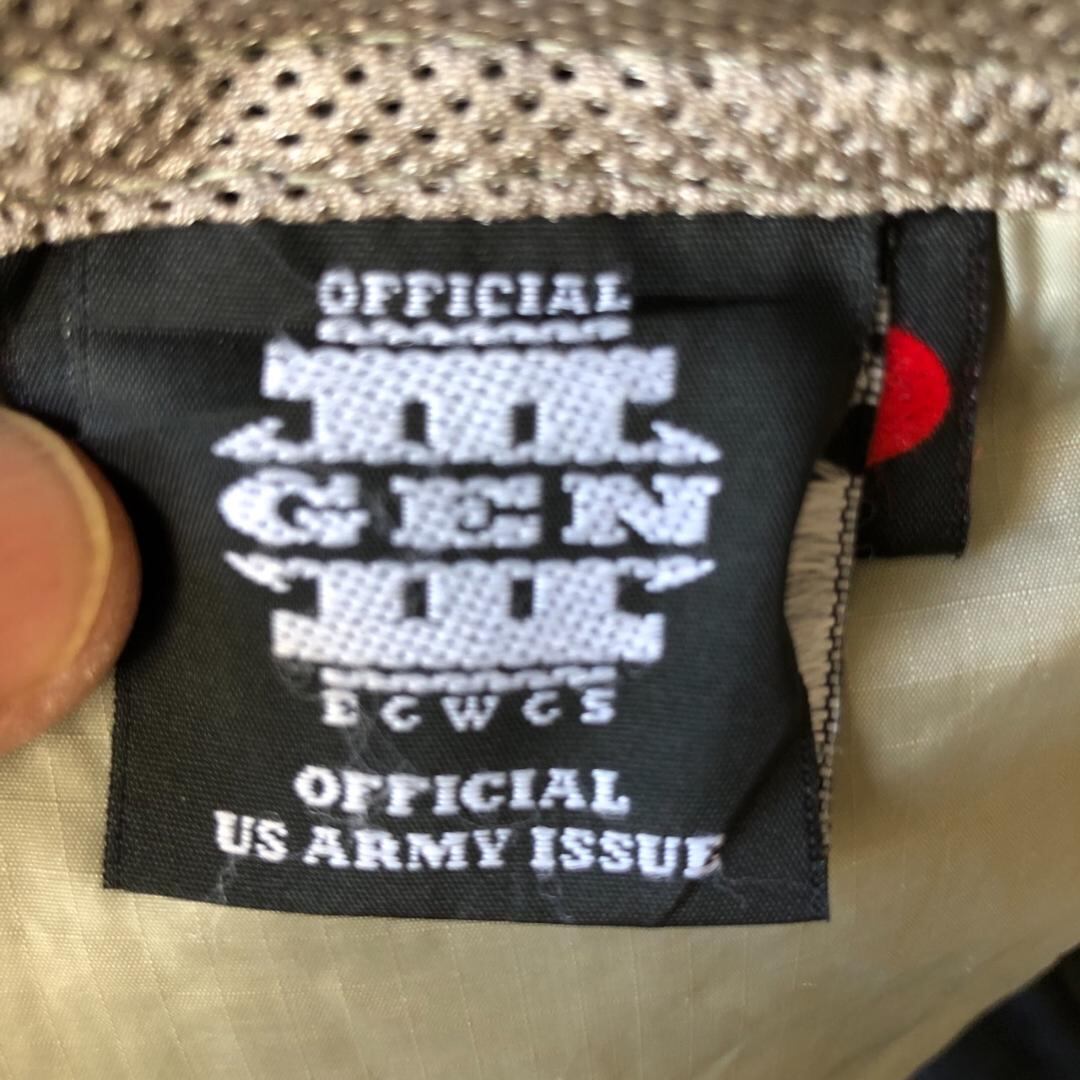 OFFICIAL
III
GEN
III
ECWCS
OFFICIAL
US ARMY ISSUE